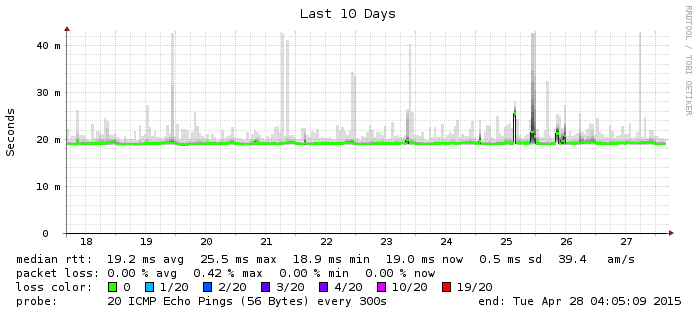 Last 10 Days
RRDTOOL / TOBI OETIKER
Seconds
40 m
30 m
20 m
10 m
0
18 19 20 21 22 23 24 25 26 27
median rtt: 19.2 ms avg 25.5 ms max 18.9 ms min 19.0 ms now 0.5 ms sd 39.4 am/s
packet loss: 0.00 % avg 0.42 % max 0.00 % min 0.00 % now
loss color: 0 1/20 2/20 3/20 4/20 10/20 19/20
probe: 20 ICMP Echo Pings (56 Bytes) every 300s end: Tue Apr 28 04:05:09 2015